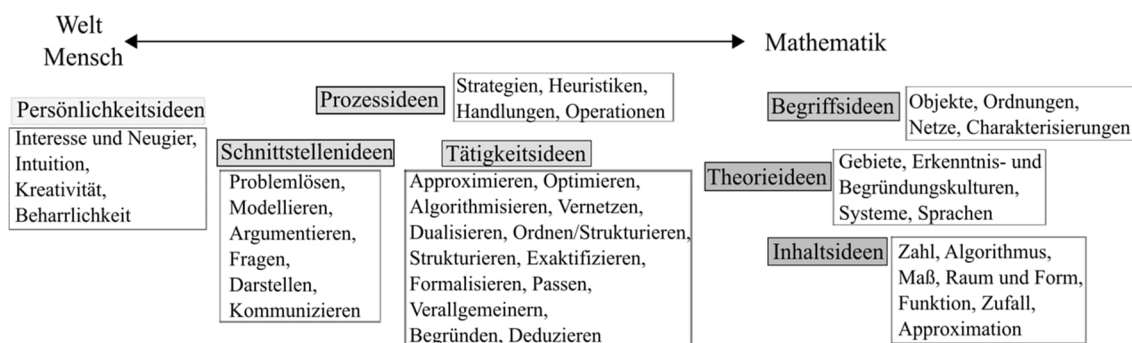 Welt
Mensch
Mathematik
Persönlichkeitsideen
Interesse und Neugier,
Intuition,
Kreativität,
Beharrlichkeit
Prozessideen
Strategien, Heuristiken,
Handlungen, Operationen
Schnittstellenideen
Problemlösen,
Modellieren,
Argumentieren,
Fragen,
Darstellen,
Kommunizieren
Tätigkeitsideen
Approximieren, Optimieren,
Algorithmisieren, Vernetzen,
Dualisieren, Ordnen/Strukturieren,
Strukturieren, Exaktifizieren,
Formalisieren, Passen,
Verallgemeinern,
Begründen, Deduzieren
Begriffsideen
Objekte, Ordnungen,
Netze, Charakterisierungen
Theorieideen
Gebiete, Erkenntnis- und
Begründungskulturen,
Systeme, Sprachen
Inhaltsideen
Zahl, Algorithmus,
Maß, Raum und Form,
Funktion, Zufall,
Approximation